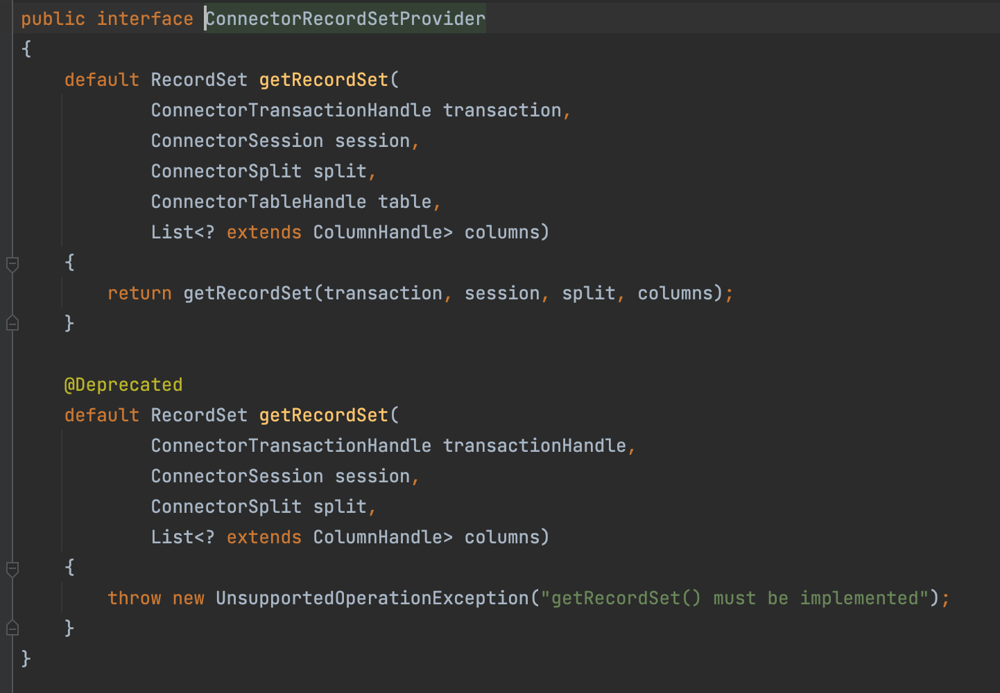 public interface ConnectorRecordSetProvider
{
    default RecordSet getRecordSet(
            ConnectorTransactionHandle transaction,
            ConnectorSession session,
            ConnectorSplit split,
            ConnectorTableHandle table,
            List<? extends ColumnHandle> columns)
    {
        return getRecordSet(transaction, session, split, columns);
    }

    @Deprecated
    default RecordSet getRecordSet(
            ConnectorTransactionHandle transactionHandle,
            ConnectorSession session,
            ConnectorSplit split,
            List<? extends ColumnHandle> columns)
    {
        throw new UnsupportedOperationException("getRecordSet() must be implemented");
    }
}